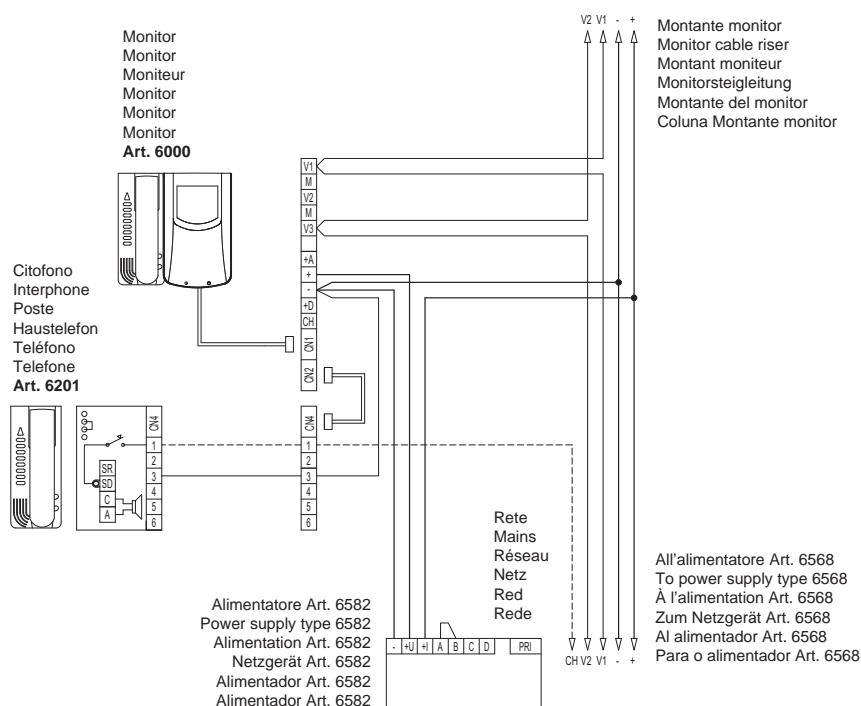 V2 V1 - +
Montante monitor
Monitor cable riser
Montant moniteur
Monitorsteigleitung
Montante del monitor
Coluna Montante monitor
Monitor
Monitor
Moniteur
Monitor
Monitor
Monitor
Art. 6000
V1
M
V2
M
V3
+A
+
-
+D
CH
CN1
CN2
Citofono
Interphone
Poste
Haustelefon
Teléfono
Telefone
Art. 6201
CN4
1
2
3
4
5
6
SR
SD
C
A
CN4
1
2
3
4
5
6
Rete
Mains
Réseau
Netz
Red
Rede
Alimentatore Art. 6582
Power supply type 6582
Alimentation Art. 6582
Netzgerät Art. 6582
Alimentador Art. 6582
Alimentador Art. 6582
- +U +I A B C D PRI
CH V2 V1 - +
All'alimentatore Art. 6568
To power supply type 6568
À l'alimentation Art. 6568
Zum Netzgerät Art. 6568
Al alimentador Art. 6568
Para o alimentador Art. 6568